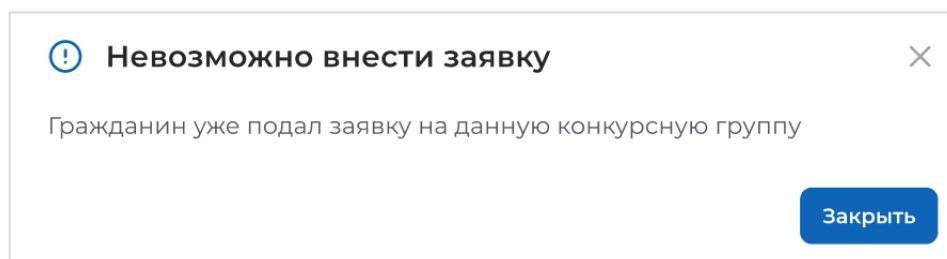 Невозможно внести заявку
Гражданин уже подал заявку на данную конкурсную группу
Закрыть